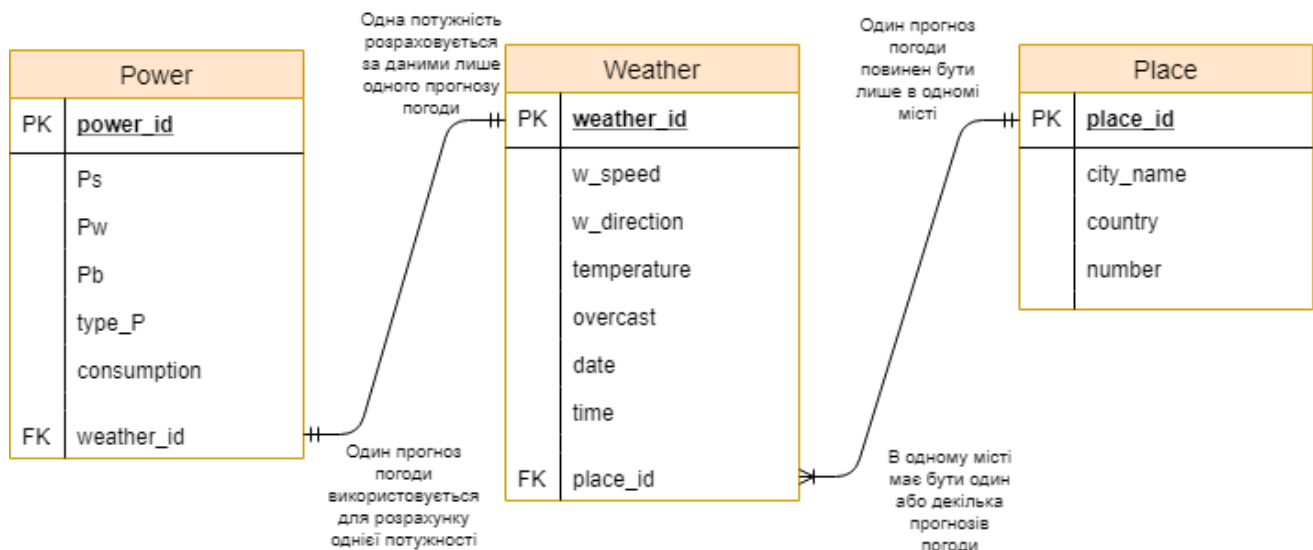 Одна потужність
розраховується
за даними лише
одного прогнозу
погоди
Один прогноз
погоди
повинен бути
лише в одномі
місті
Power
PK power_id
Ps
Pw
Pb
type_P
consumption
FK weather_id
Weather
PK weather_id
w_speed
w_direction
temperature
overcast
date
time
FK place_id
Place
PK place_id
city_name
country
number
Один прогноз
погоди
використовується
для розрахунку
однієї потужності
В одному місті
має бути один
або декілька
прогнозів
погоди